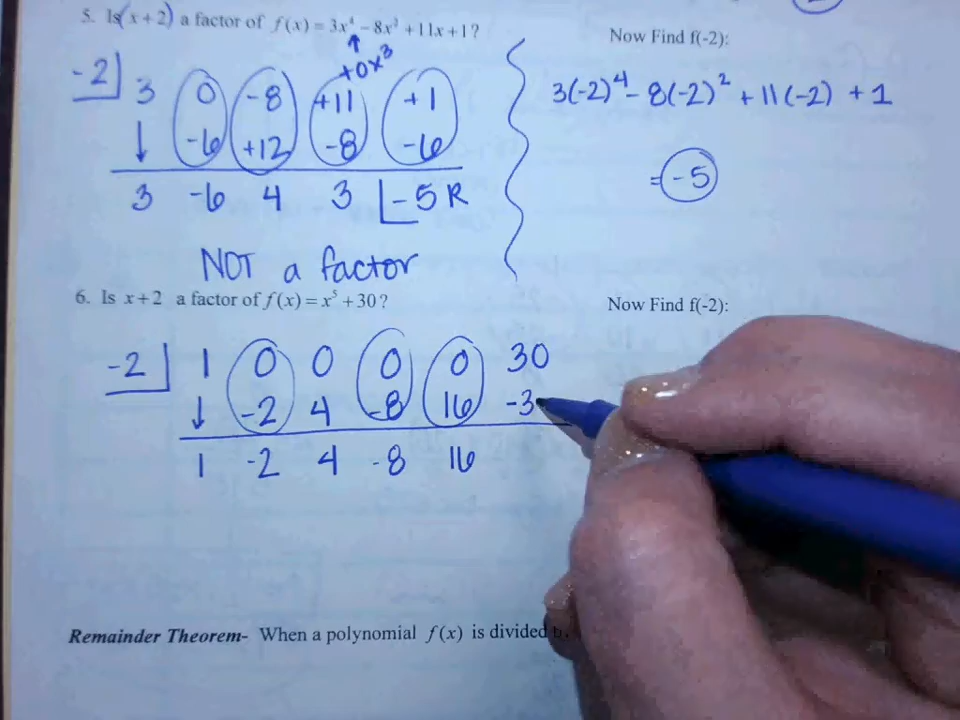 5. Is (x+2) a factor of f(x) = 3x⁴ − 8x² + 11x + 1?
Now Find f(-2):
+0x³
-2 3 0 -8 +11 +1
-6 +12 -8 -6
3 -6 4 3 -5 R
3(-2)⁴ - 8(-2)² + 11(-2) + 1
= -5
NOT a factor
6. Is x+2 a factor of f(x) = x⁵ + 30?
Now Find f(-2):
-2 1 0 0 0 0 30
-2 4 -8 16 -3
1 -2 4 -8 16
Remainder Theorem- When a polynomial f(x) is divided